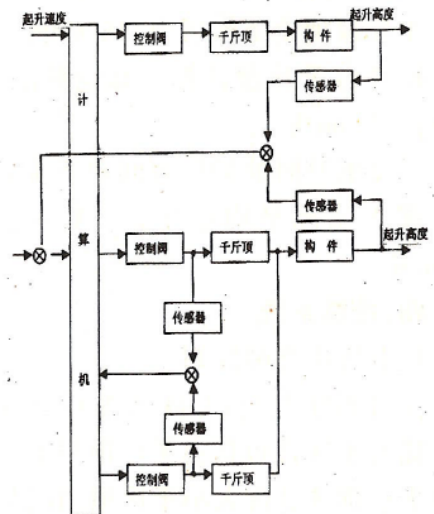 起升速度
起升高度
控制阀
千斤顶
构件
计
传感器
传感器
算
控制阀
千斤顶
构件
起升高度
传感器
机
传感器
控制阀
千斤顶